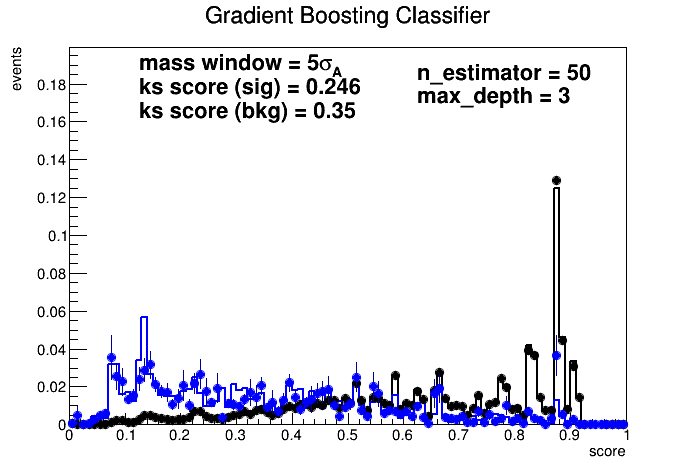 Gradient Boosting Classifier
events
mass window = 5σA
ks score (sig) = 0.246
ks score (bkg) = 0.35
n_estimator = 50
max_depth = 3
0.18
0.16
0.14
0.12
0.1
0.08
0.06
0.04
0.02
0
0 0.1 0.2 0.3 0.4 0.5 0.6 0.7 0.8 0.9 1
score